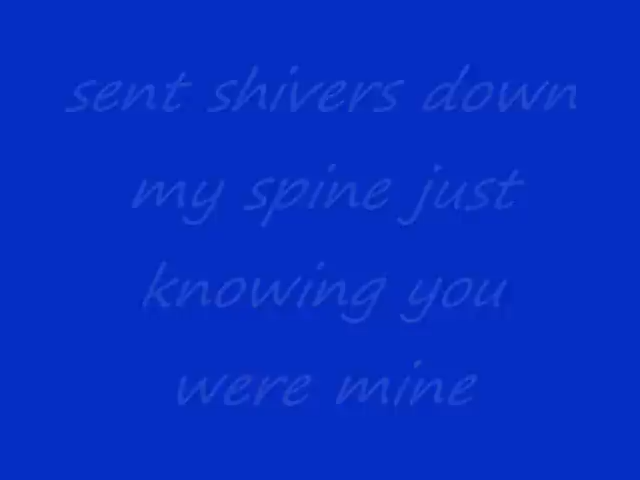 sent shivers down
my spine just
knowing you
were mine